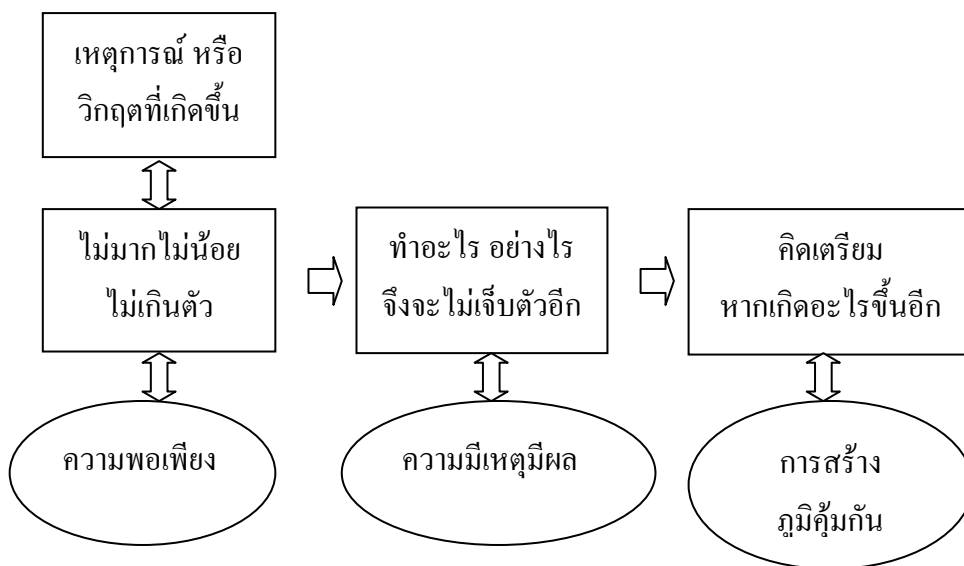 เหตุการณ์ หรือ
วิกฤตที่เกิดขึ้น
ไม่มากไม่น้อย
ไม่เกินตัว
ทำอะไร อย่างไร
จึงจะไม่เจ็บตัวอีก
คิดเตรียม
หากเกิดอะไรขึ้นอีก
ความพอเพียง
ความมีเหตุมีผล
การสร้าง
ภูมิคุ้มกัน